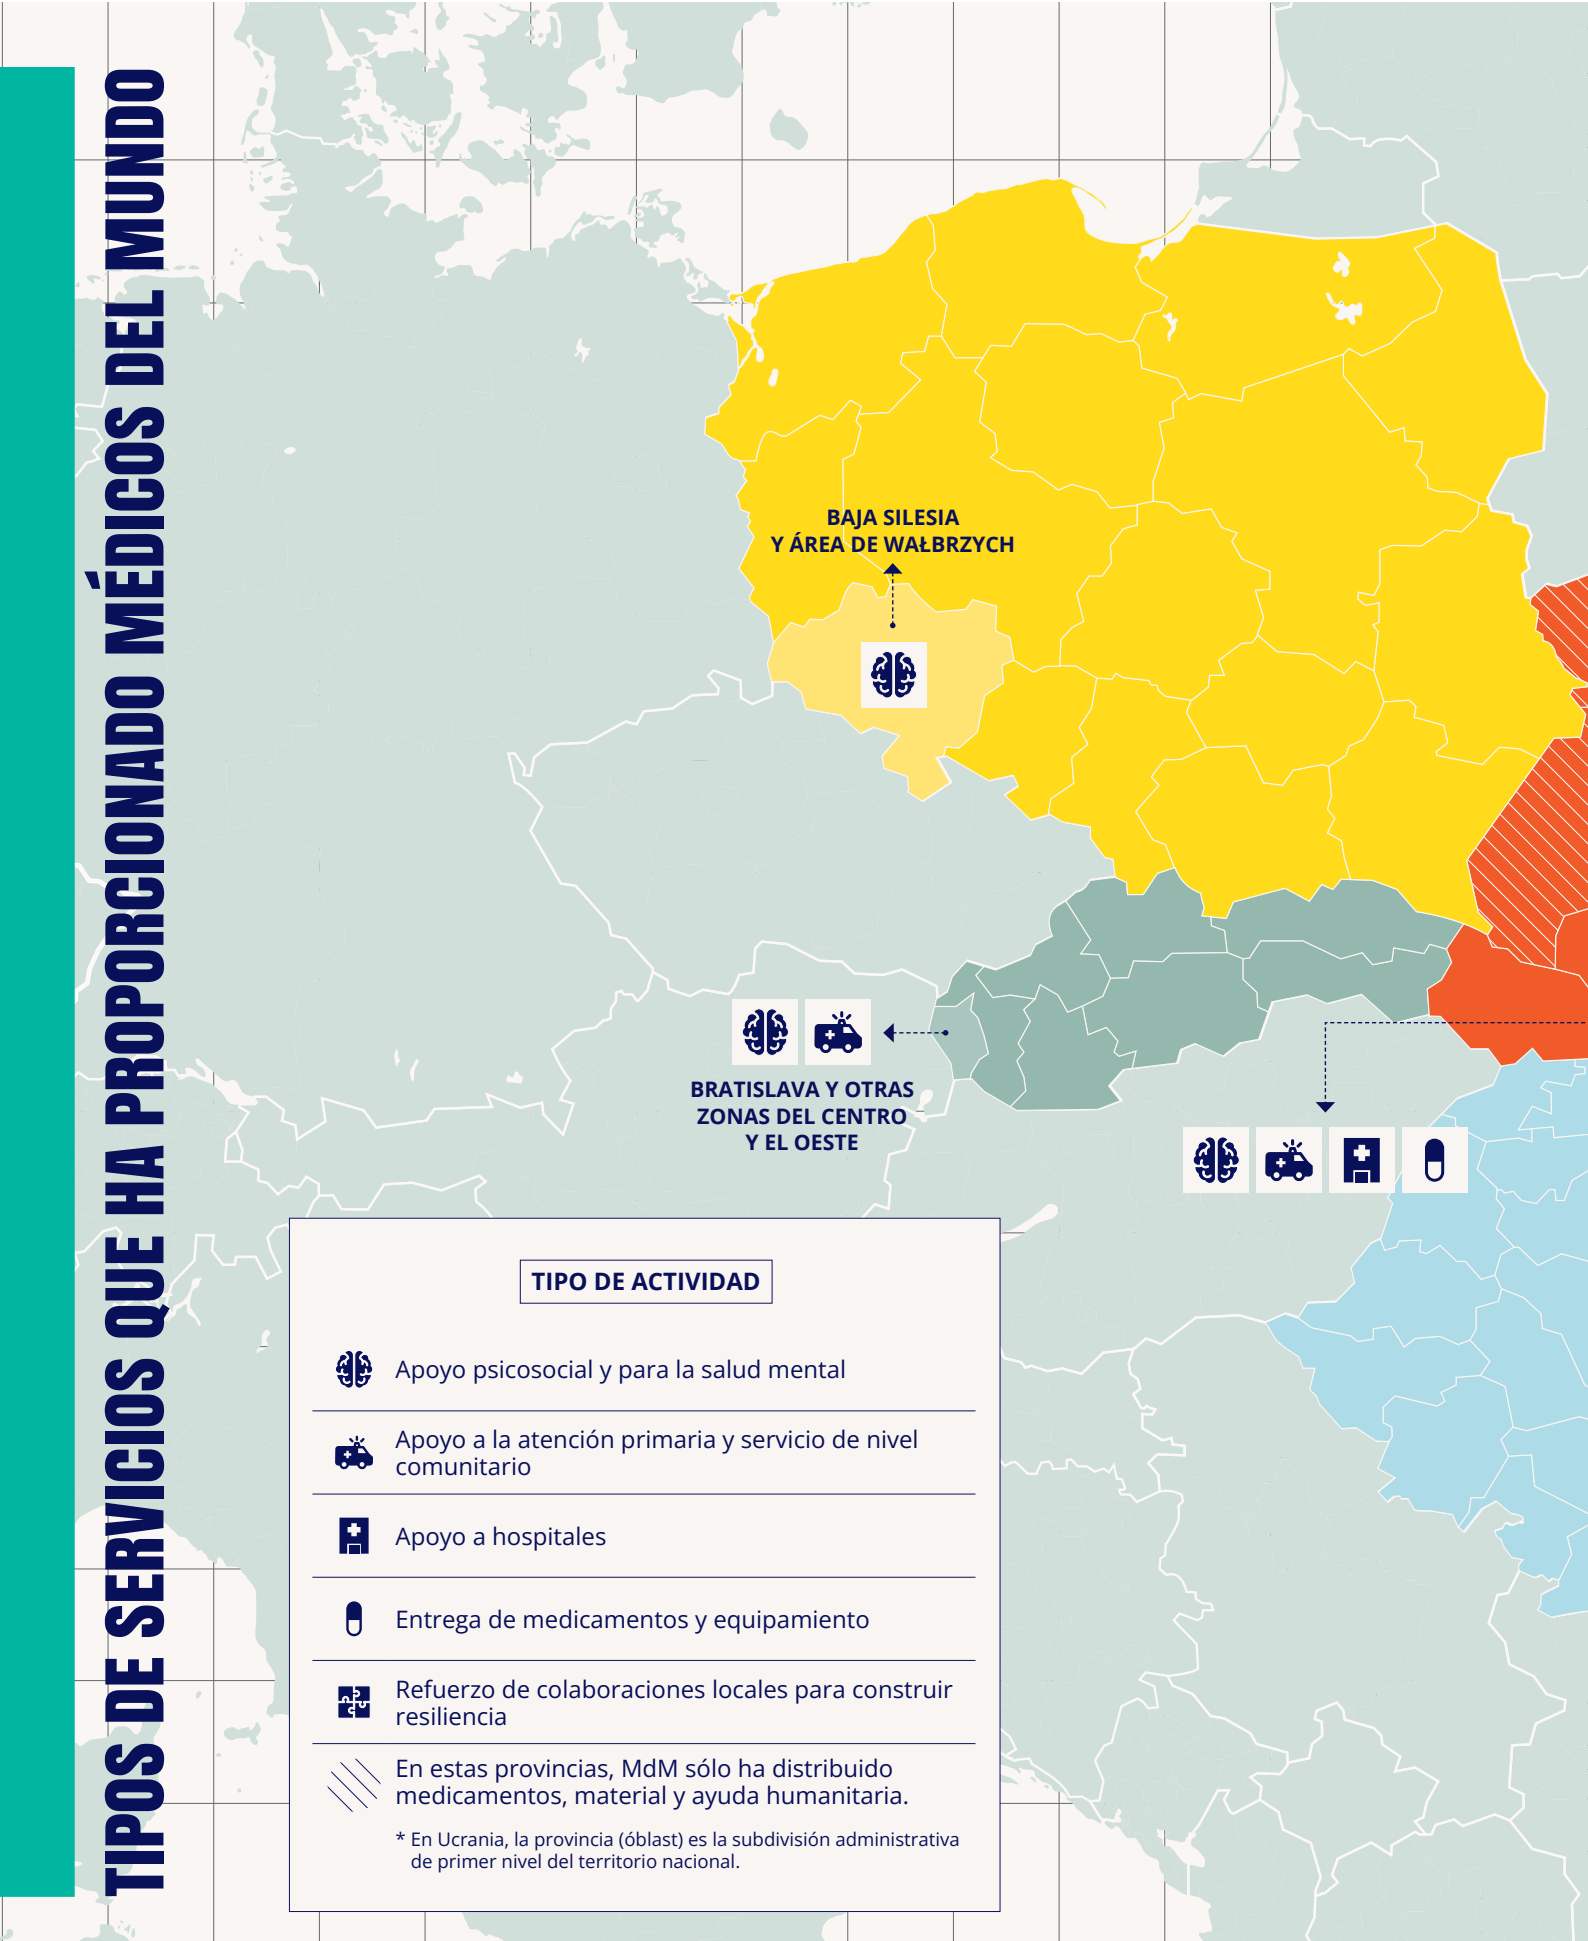 TIPOS DE SERVICIOS QUE HA PROPORCIONADO MÉDICOS DEL MUNDO
BAJA SILESIA
Y ÁREA DE WAŁBRZYCH
BRATISLAVA Y OTRAS
ZONAS DEL CENTRO
Y EL OESTE
TIPO DE ACTIVIDAD
Apoyo psicosocial y para la salud mental
Apoyo a la atención primaria y servicio de nivel
comunitario
Apoyo a hospitales
Entrega de medicamentos y equipamiento
Refuerzo de colaboraciones locales para construir
resiliencia
En estas provincias, MdM sólo ha distribuido
medicamentos, material y ayuda humanitaria.
* En Ucrania, la provincia (óblast) es la subdivisión administrativa
de primer nivel del territorio nacional.